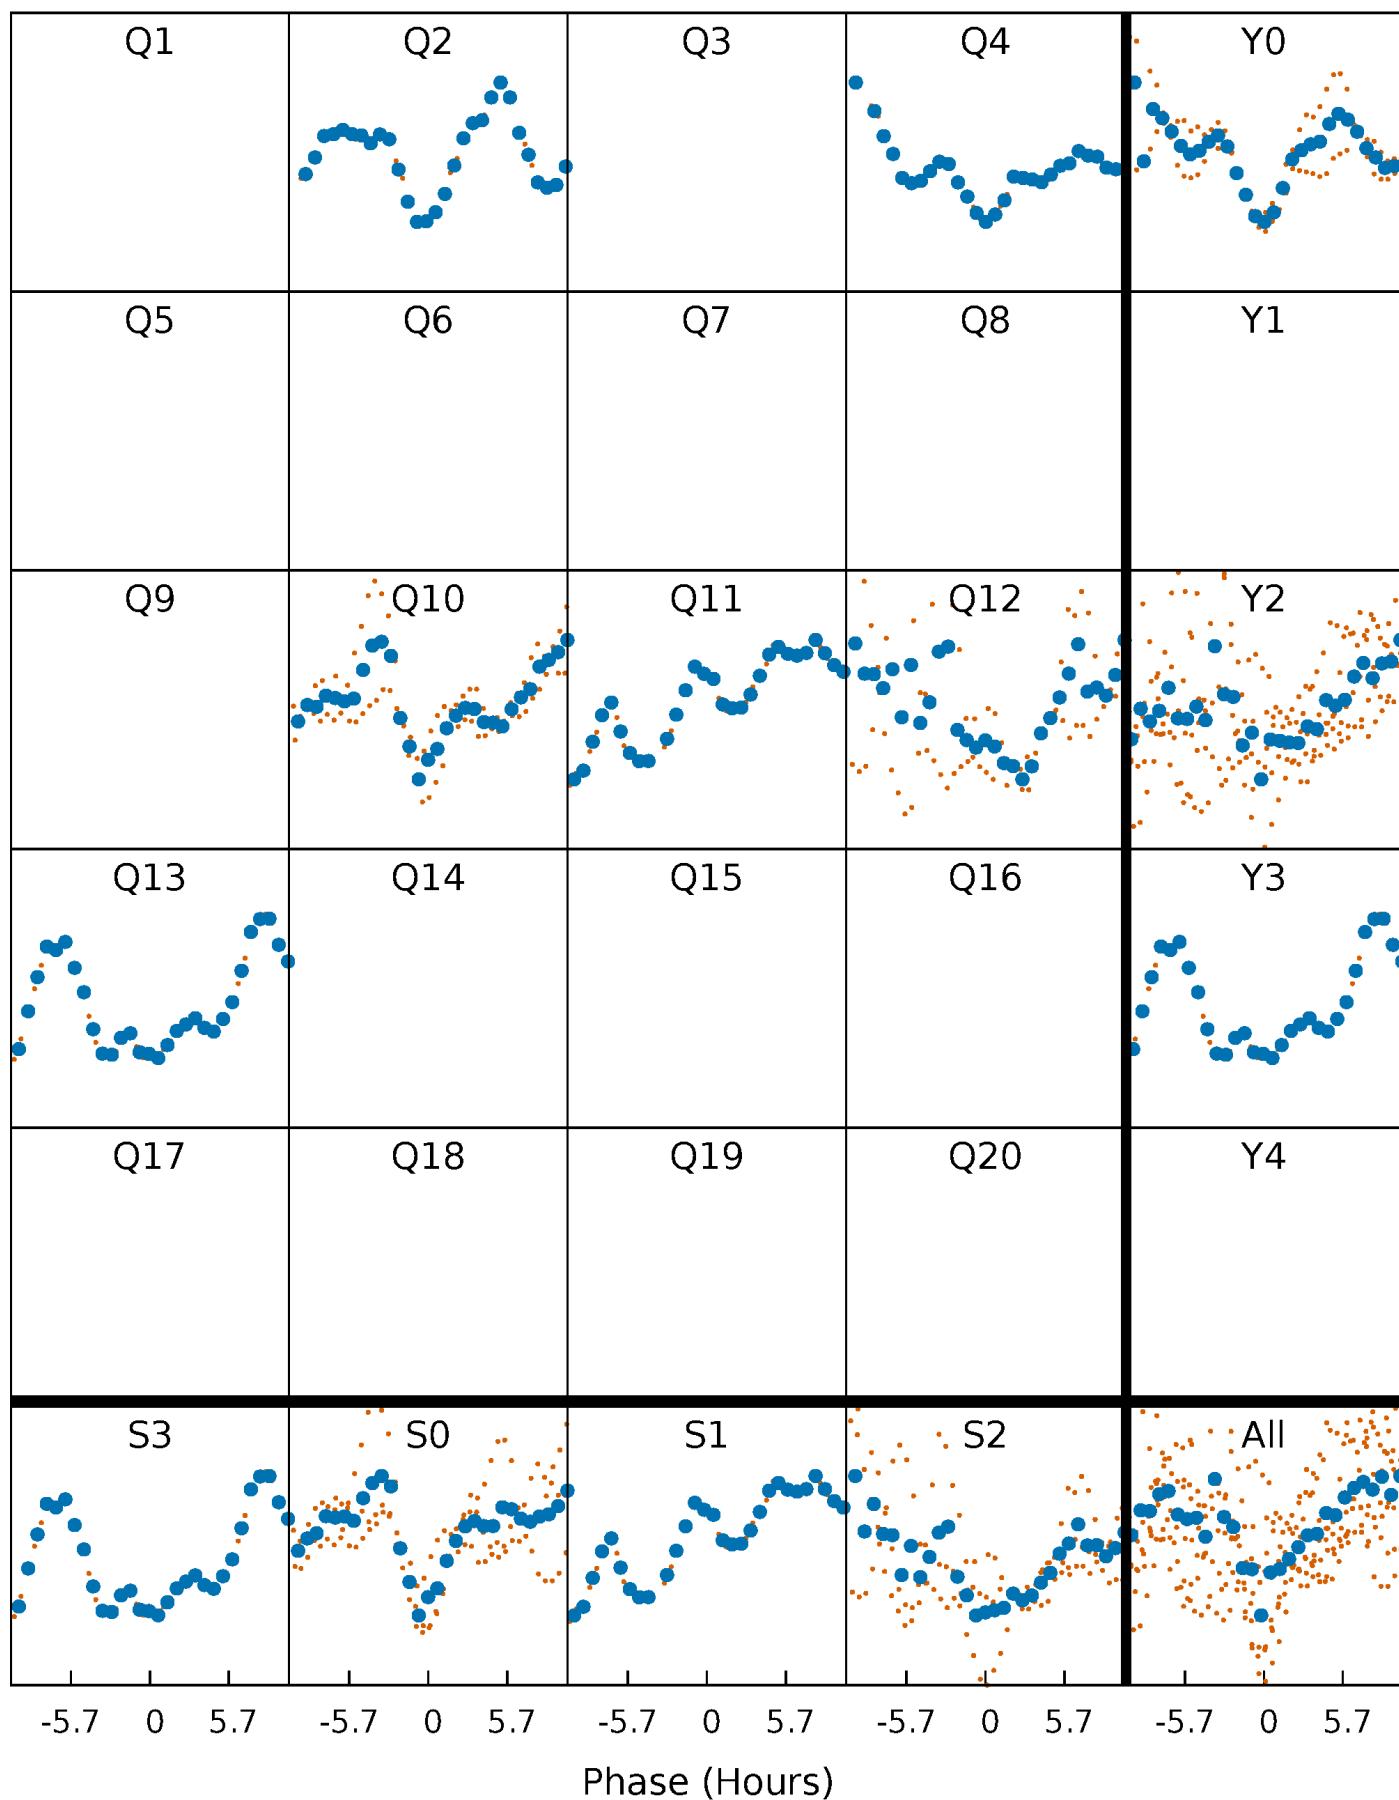 Q1 Q2 Q3 Q4 Y0
Q5 Q6 Q7 Q8 Y1
Q9 Q10 Q11 Q12 Y2
Q13 Q14 Q15 Q16 Y3
Q17 Q18 Q19 Q20 Y4
S3 S0 S1 S2 All
-5.7 0 5.7 -5.7 0 5.7 -5.7 0 5.7 -5.7 0 5.7 -5.7 0 5.7
Phase (Hours)